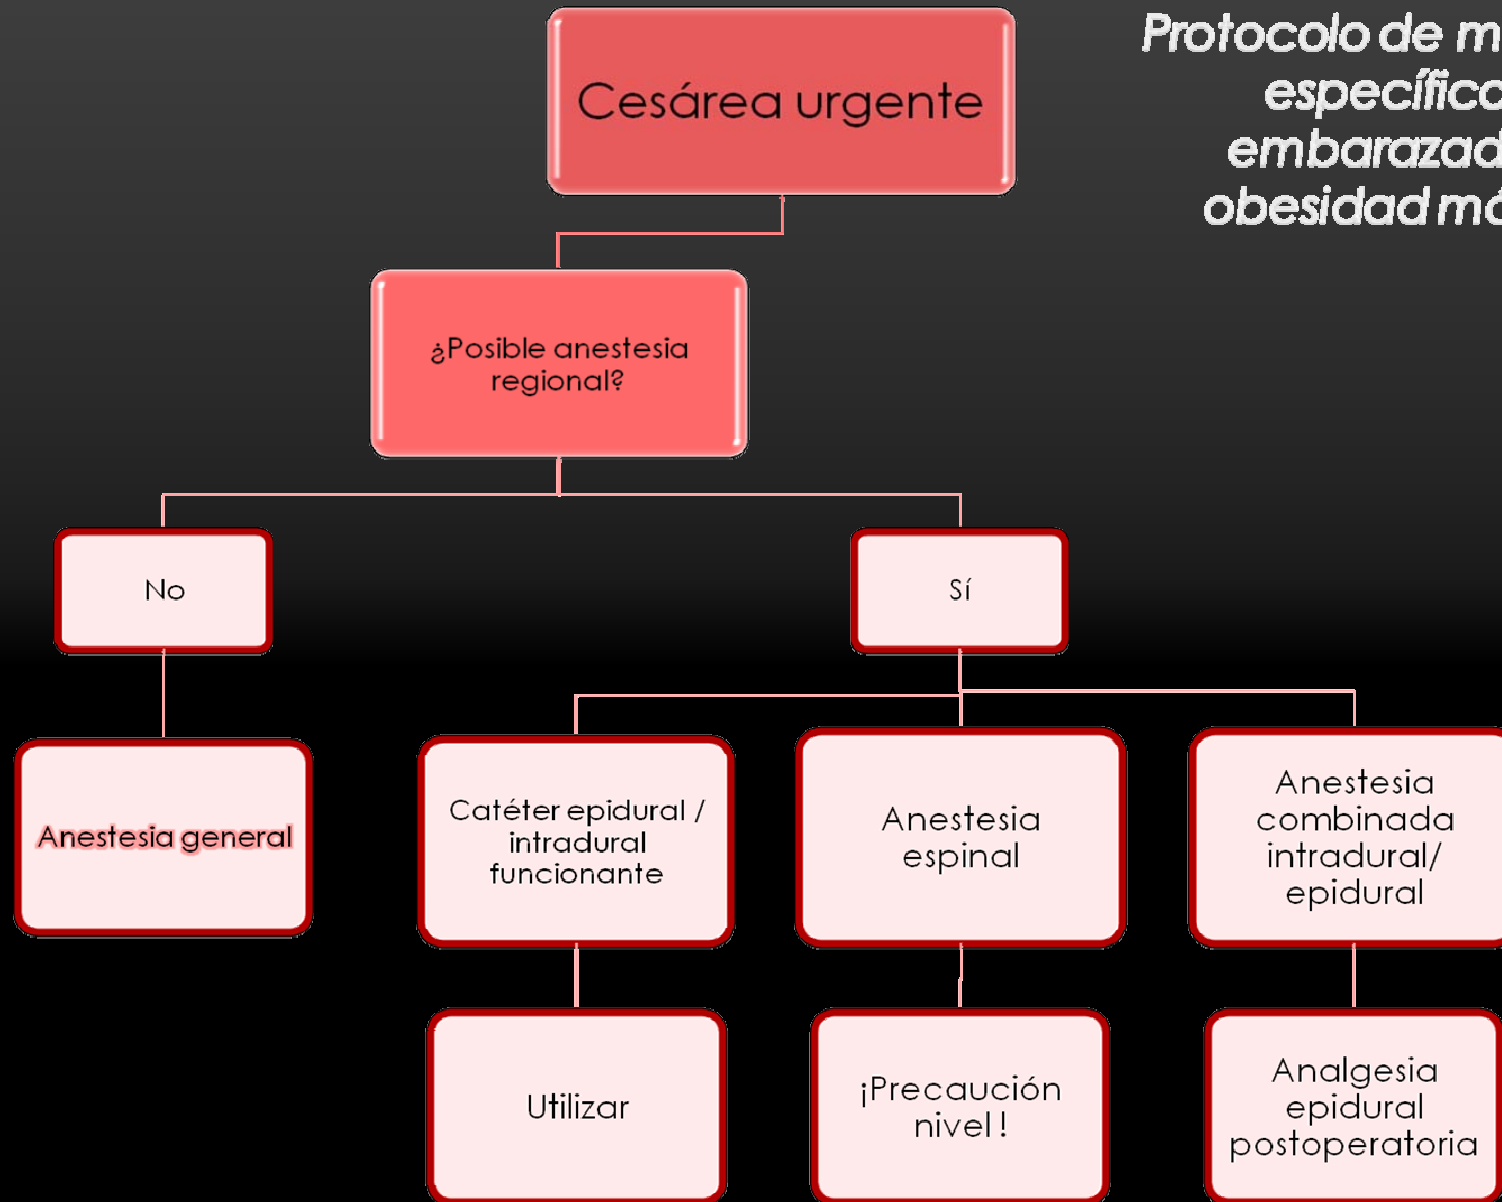 Cesárea urgente
Protocolo de
específico
obesidad
¿Posible anestesia
regional?
No
Sí
Anestesia general
Catéter epidural /
intradural
funcionante
Anestesia
espinal
Anestesia
combinada
intradural/
epidural
Utilizar
¡Precaución
nivel !
Analgesia
epidural
postoperatoria